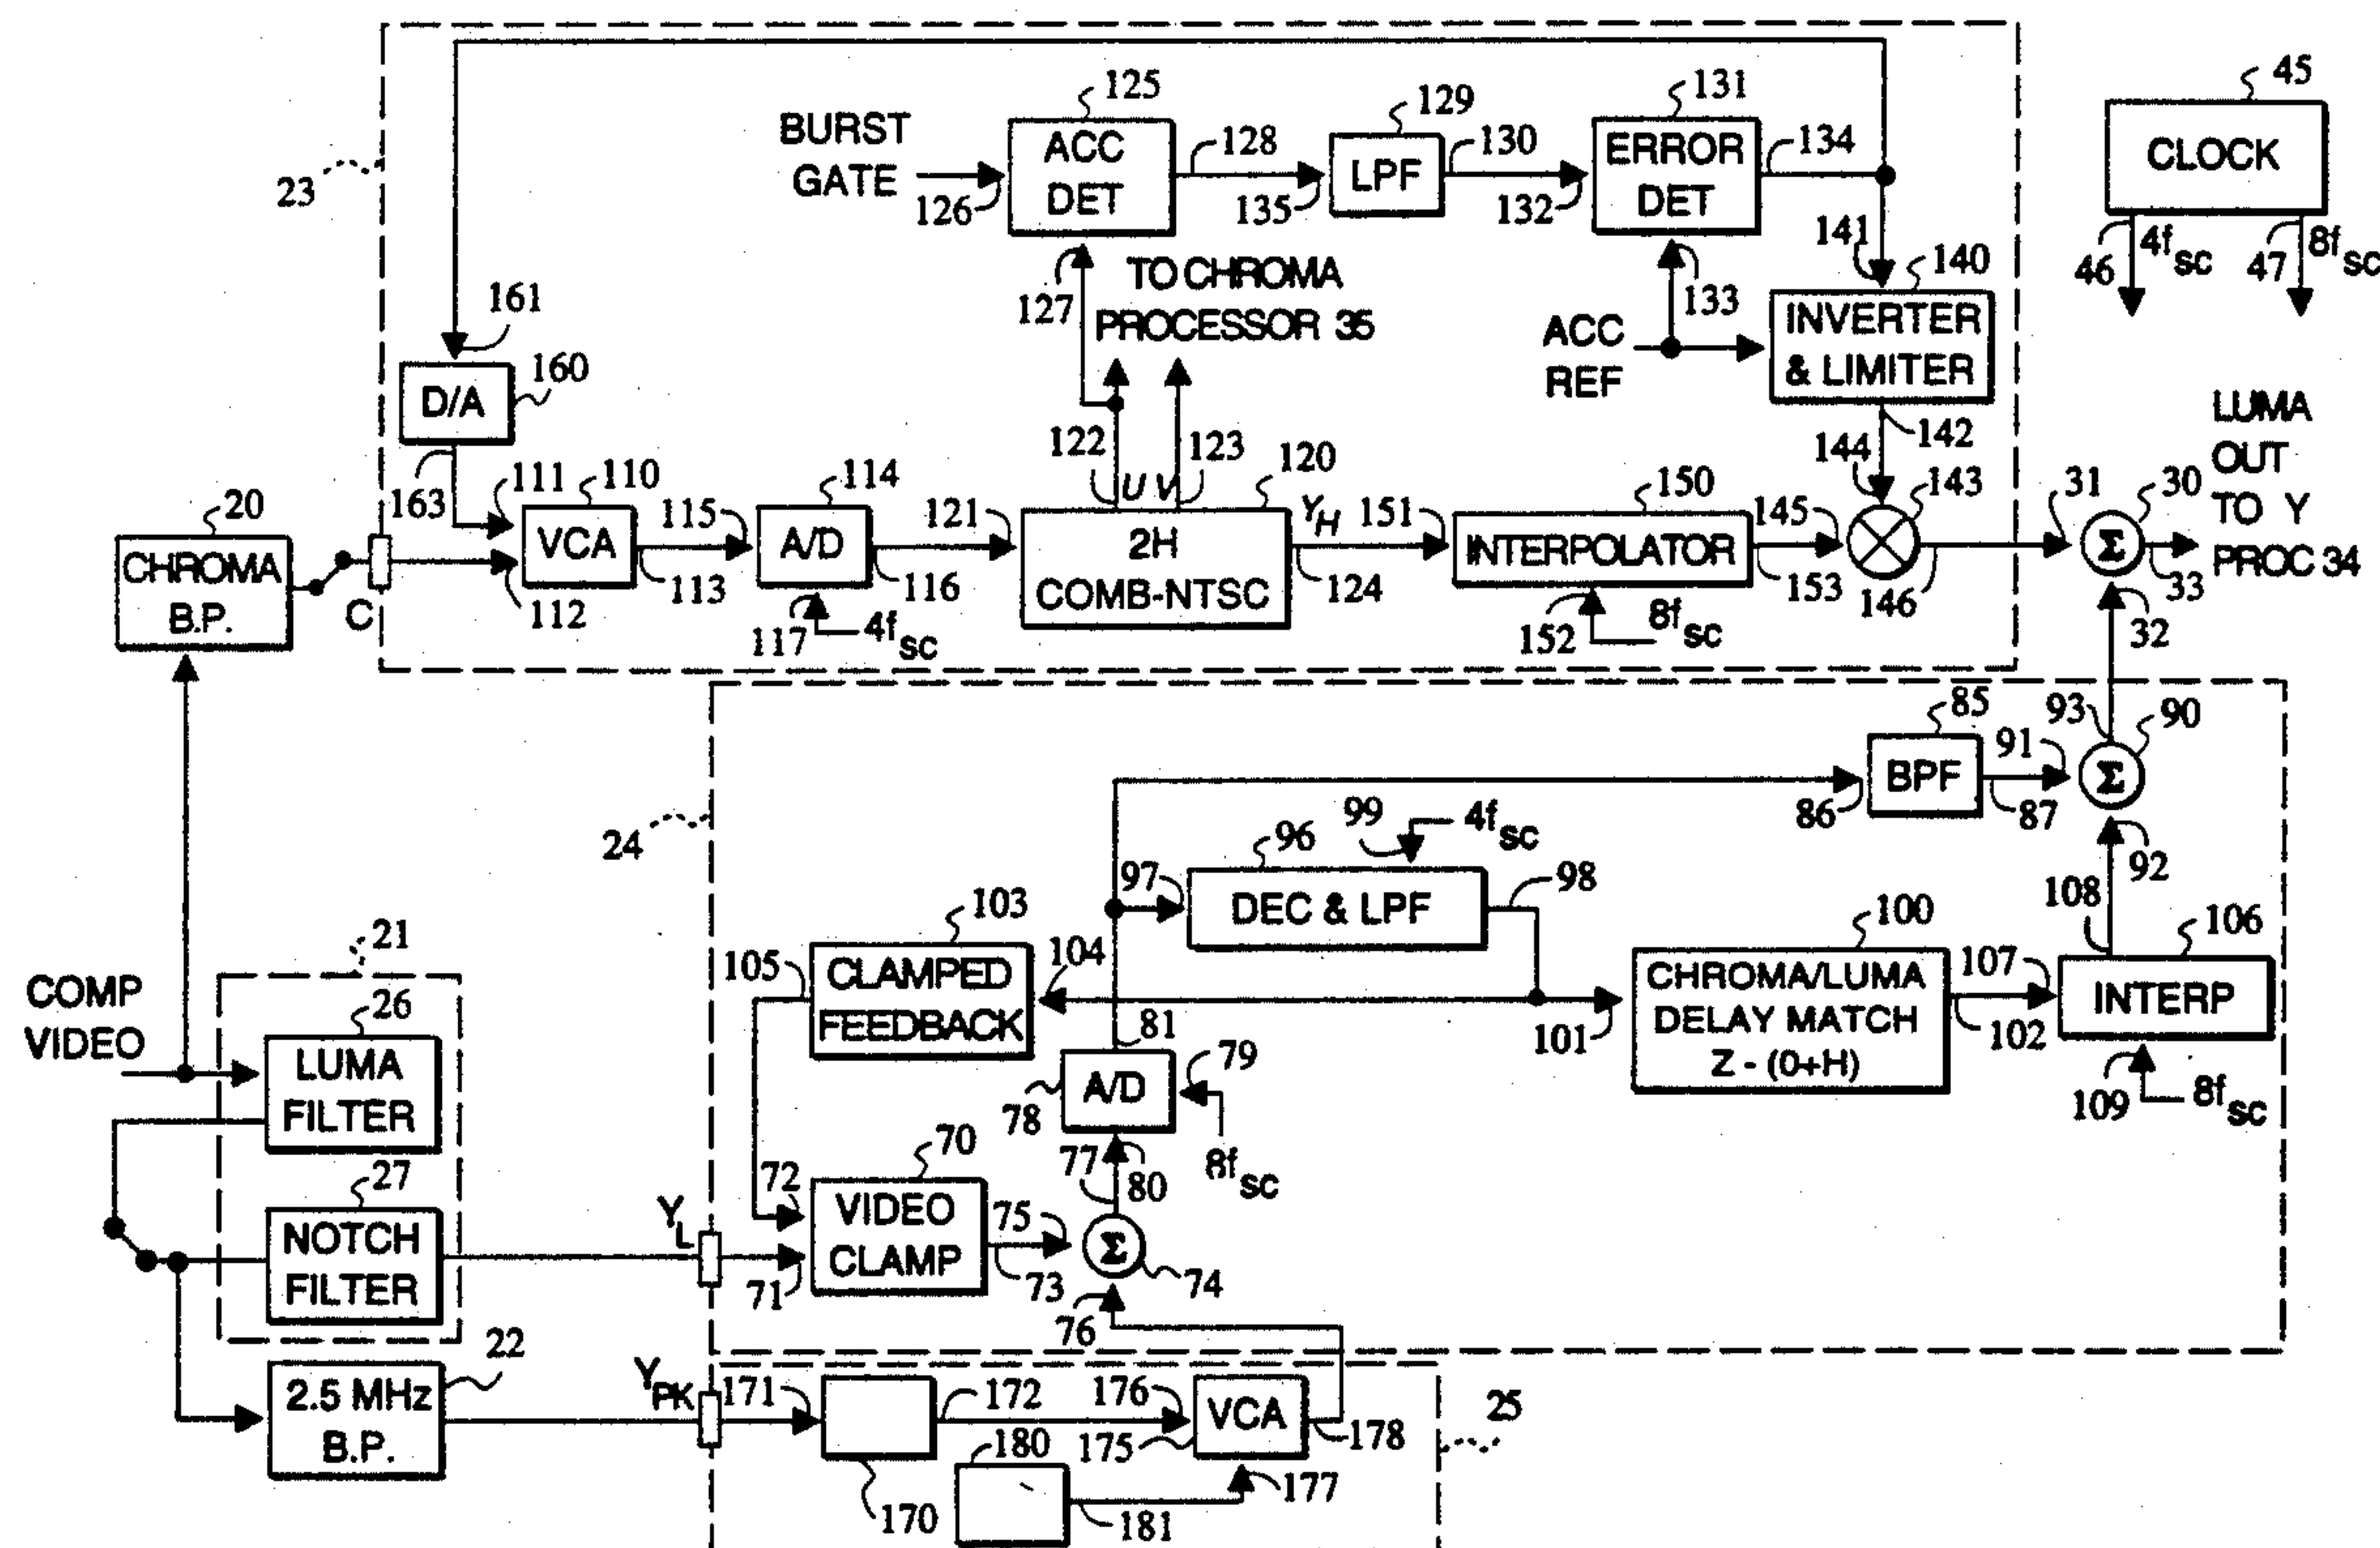 45
CLOCK
46
4fsc
47
8fsc
23
BURST
GATE
126
125
ACC
DET
128
135
129
LPF
130
132
131
ERROR
DET
134
141
127
TO CHROMA
PROCESSOR 35
133
ACC
REF
140
INVERTER
& LIMITER
142
144
161
D/A
160
163
111
110
VCA
112
113
115
114
A/D
116
117
4fsc
121
122
U
V
123
120
2H
COMB-NTSC
YH
124
151
150
INTERPOLATOR
152
8fsc
145
153
143
146
31
30
Σ
33
32
LUMA
OUT
TO Y
PROC 34
20
CHROMA
B.P.
C
24
85
BPF
86
87
91
93
90
Σ
92
99
4fsc
96
97
DEC & LPF
98
108
103
CLAMPED
FEEDBACK
105
104
81
101
100
CHROMA/LUMA
DELAY MATCH
Z - (0+H)
107
102
106
INTERP
109
8fsc
78
A/D
79
8fsc
77
80
COMP
VIDEO
21
26
LUMA
FILTER
27
NOTCH
FILTER
YL
72
71
70
VIDEO
CLAMP
75
73
Σ
74
76
22
2.5 MHz
B.P.
YPK
171
170
172
176
175
VCA
178
177
180
181
25